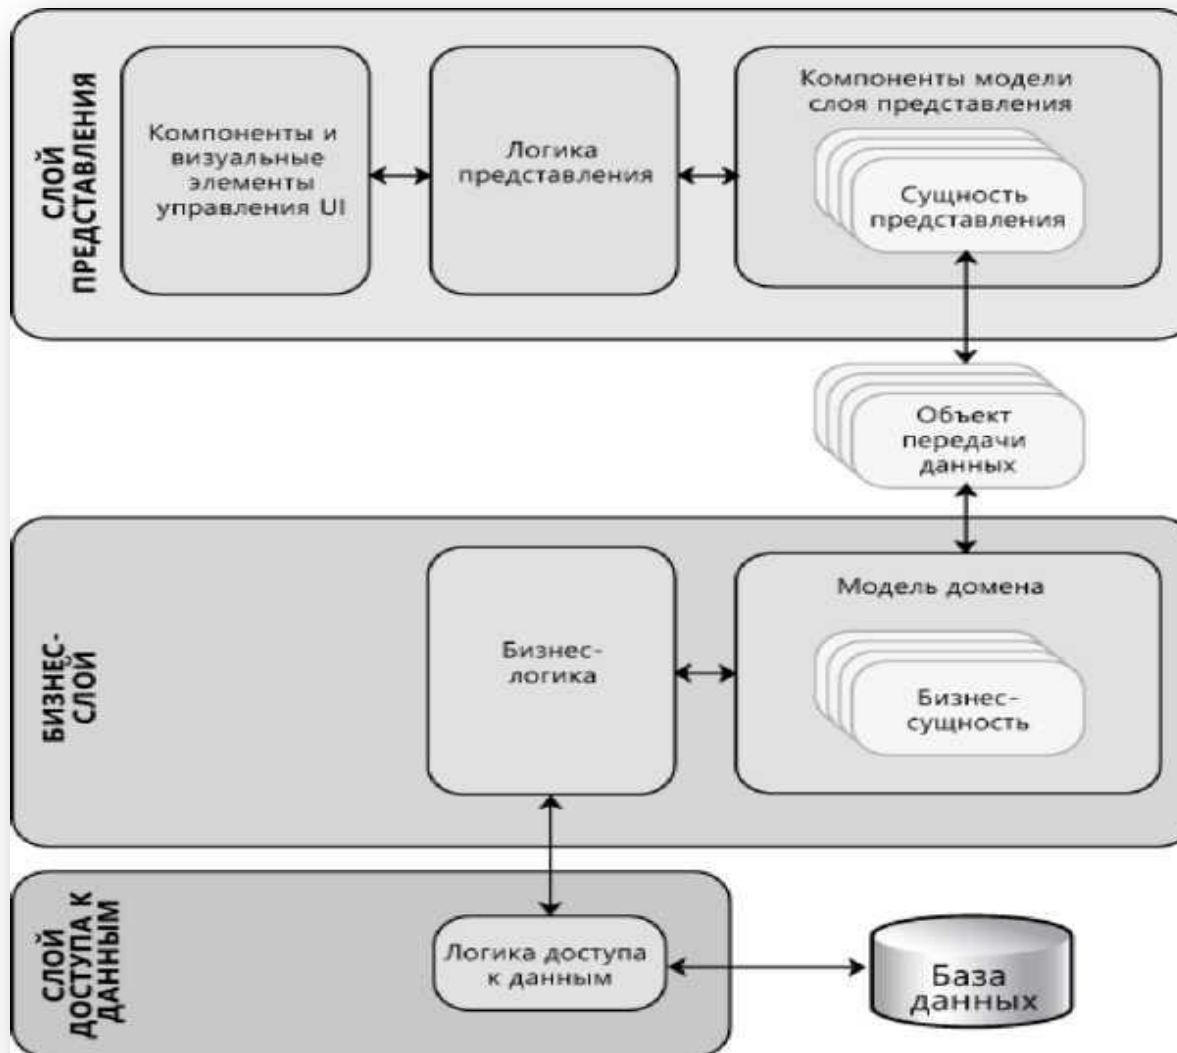 СЛОЙ
ПРЕДСТАВЛЕНИЯ
Компоненты и
визуальные
элементы
управления UI
Логика
представления
Компоненты модели
слоя представления
Сущность
представления
Объект
передачи
данных
БИЗНЕС-
СЛОЙ
Бизнес-
логика
Модель домена
Бизнес-
сущность
СЛОЙ
ДОСТУПА К
ДАННЫМ
Логика доступа
к данным
База
данных